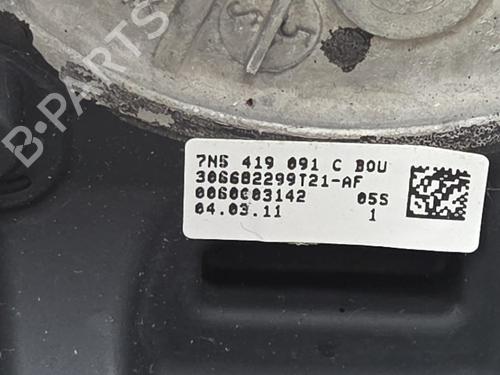 B-PARTS
7N5 419 091 C BOU
306682299T21-AF
0060C03142 05S
04.03.11 1